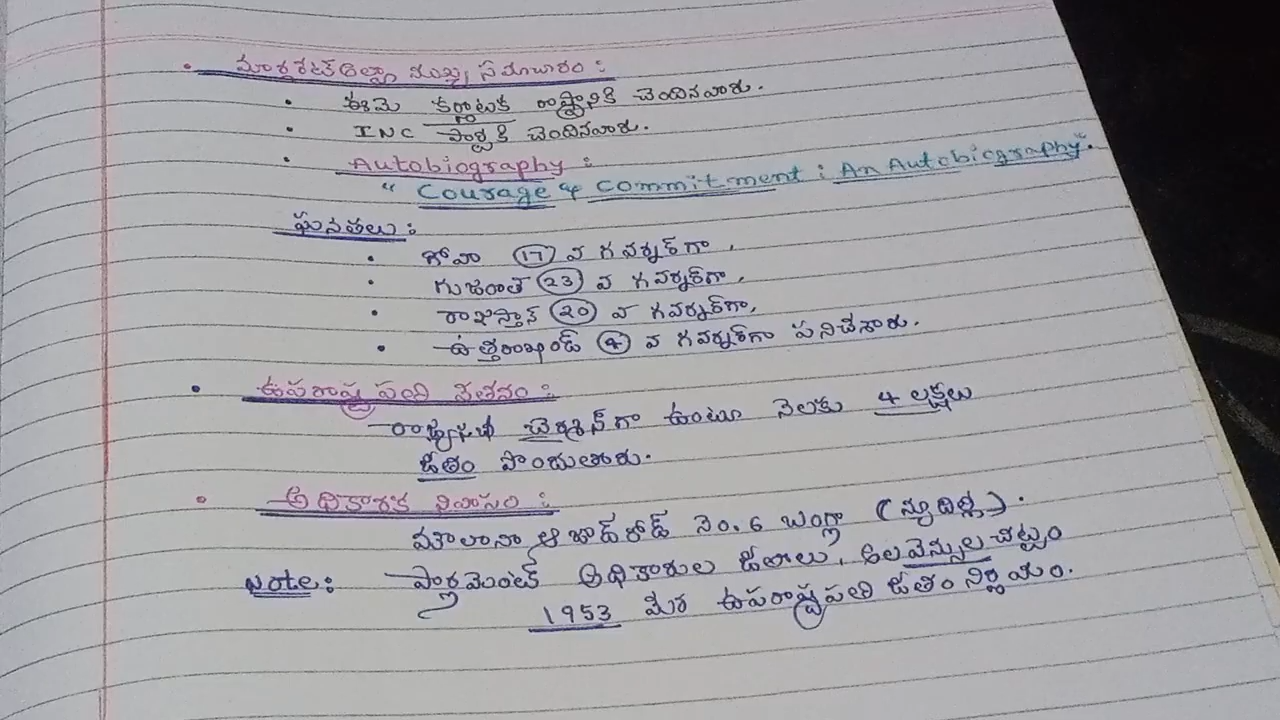 • మార్గరేట్ ఆల్వా ముఖ్య సమాచారం :
• ఈమె కర్ణాటక రాష్ట్రానికి చెందినవారు.
• INC పార్టీకి చెందినవారు.
• Autobiography :
" Courage & Commitment : An Autobiography".
ఘనతలు :
• గోవా 17 వ గవర్నర్‌గా,
• గుజరాత్ 23 వ గవర్నర్‌గా,
• రాజస్తాన్ 20 వ గవర్నర్‌గా,
• ఉత్తరాఖండ్ 4 వ గవర్నర్‌గా పనిచేశారు.
• ఉపరాష్ట్రపతి వేతనం :
రాజ్యసభ చైర్మన్‌గా ఉంటూ నెలకు 4 లక్షలు
జీతం పొందుతారు.
• అధికారిక నివాసం :
మౌలానా ఆజాద్ రోడ్ నెం. 6 బంగ్లా (న్యూఢిల్లీ).
Note : పార్లమెంట్ అధికారుల జీతాలు, అలవెన్సుల చట్టం
1953 మీద ఉపరాష్ట్రపతి జీతం నిర్ణయం.